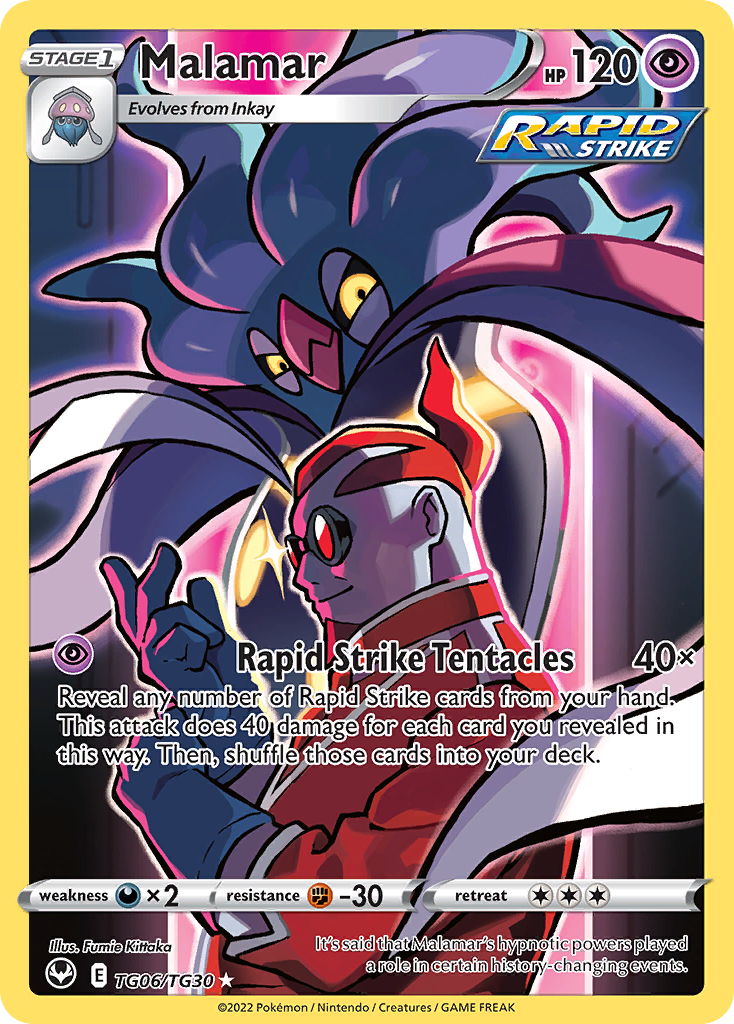 STAGE 1
Malamar
HP 120
Evolves from Inkay
RAPID
STRIKE
Rapid Strike Tentacles 40×
Reveal any number of Rapid Strike cards from your hand.
This attack does 40 damage for each card you revealed in
this way. Then, shuffle those cards into your deck.
weakness ×2 resistance -30 retreat
Illus. Fumie Kittaka
E TG06/TG30
It's said that Malamar's hypnotic powers played
a role in certain history-changing events.
©2022 Pokémon / Nintendo / Creatures / GAME FREAK